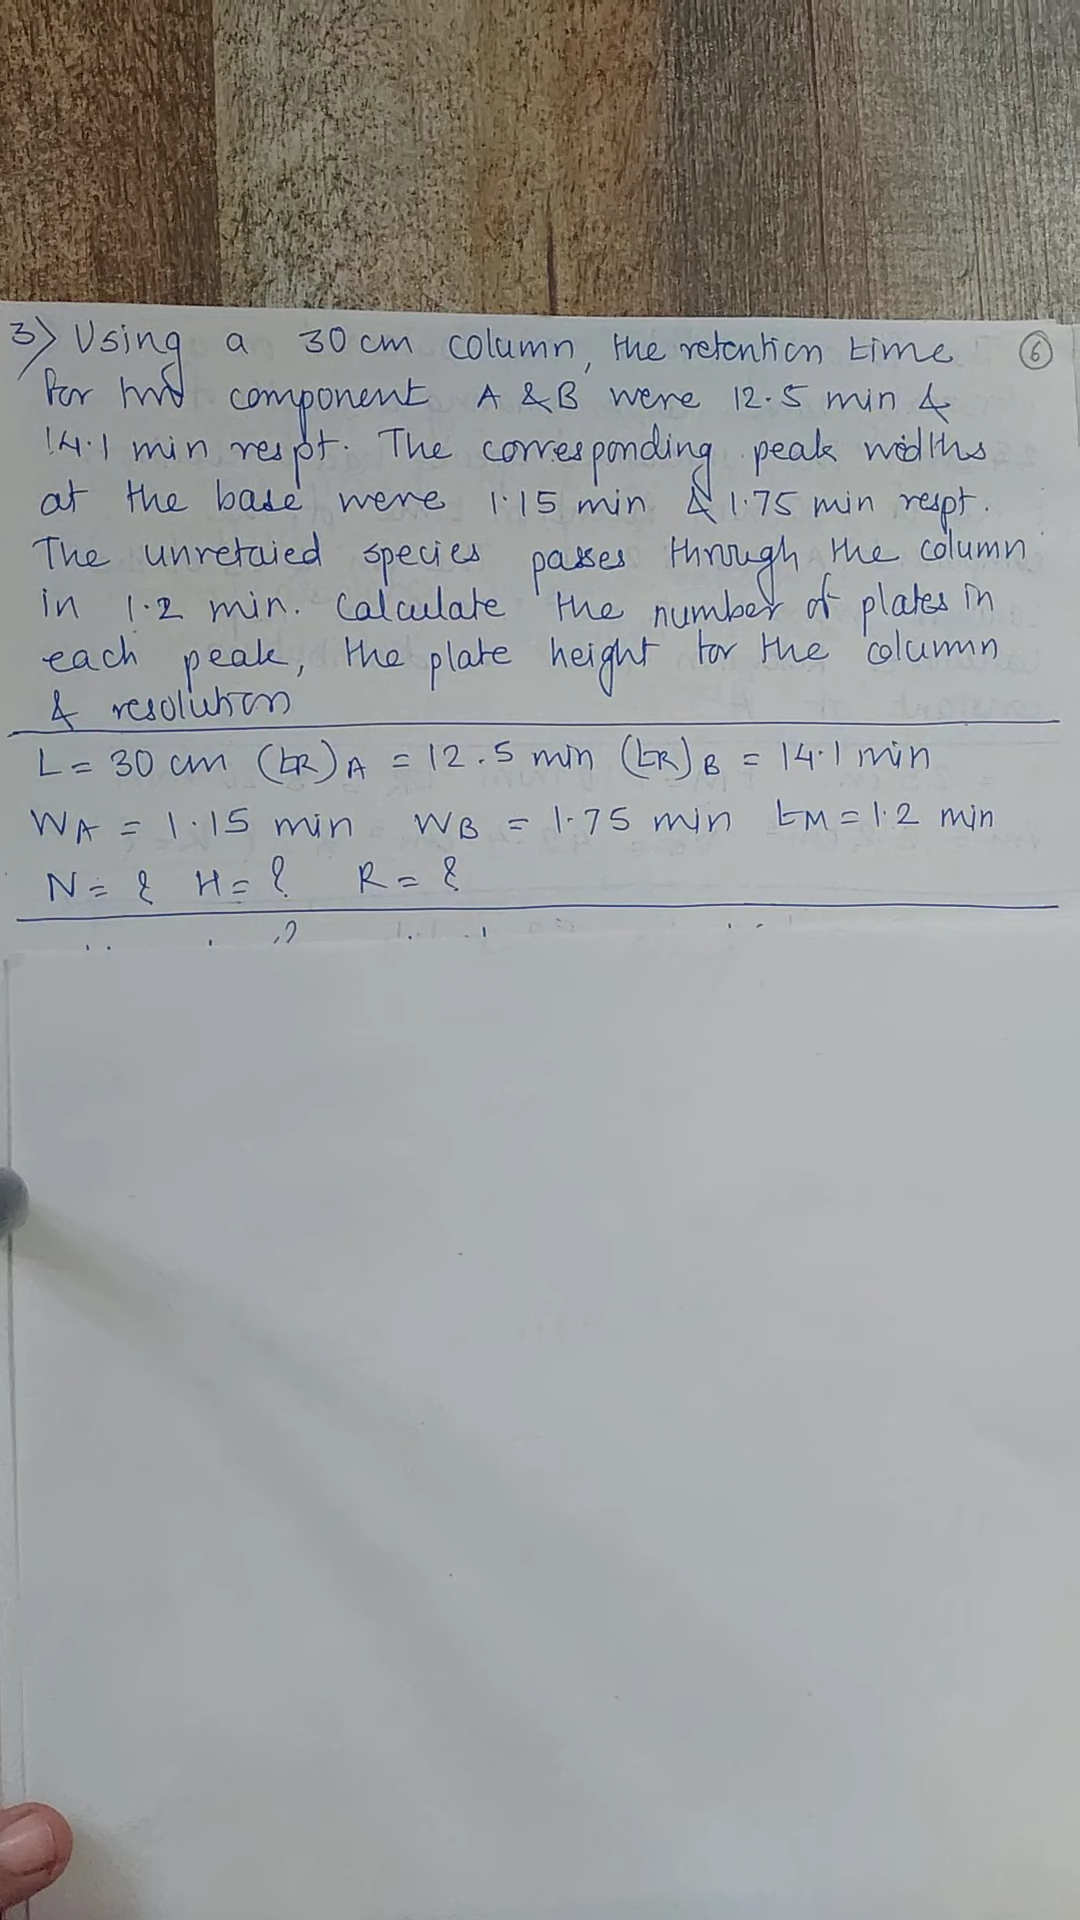 3) Using a 30 cm column, the retention time ⑥
for two component A & B were 12.5 min &
14.1 min respt. The corresponding peak widths
at the base were 1.15 min & 1.75 min respt.
The unretaied species passes through the column
in 1.2 min. Calculate the number of plates in
each peak, the plate height for the column
& resolution
L = 30 cm (tR)A = 12.5 min (tR)B = 14.1 min
WA = 1.15 min WB = 1.75 min tM = 1.2 min
N = ? H = ? R = ?